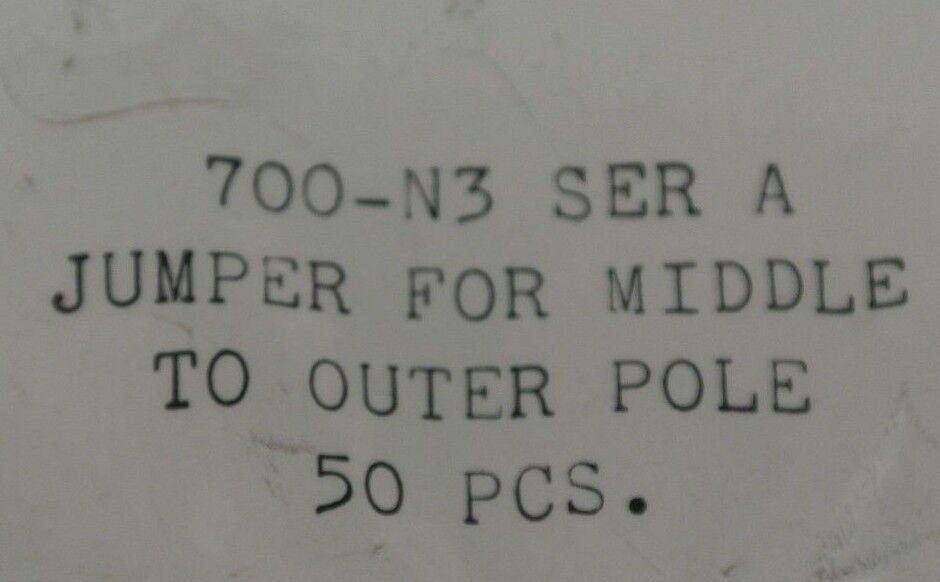 700-N3 SER A
JUMPER FOR MIDDLE
TO OUTER POLE
50 PCS.